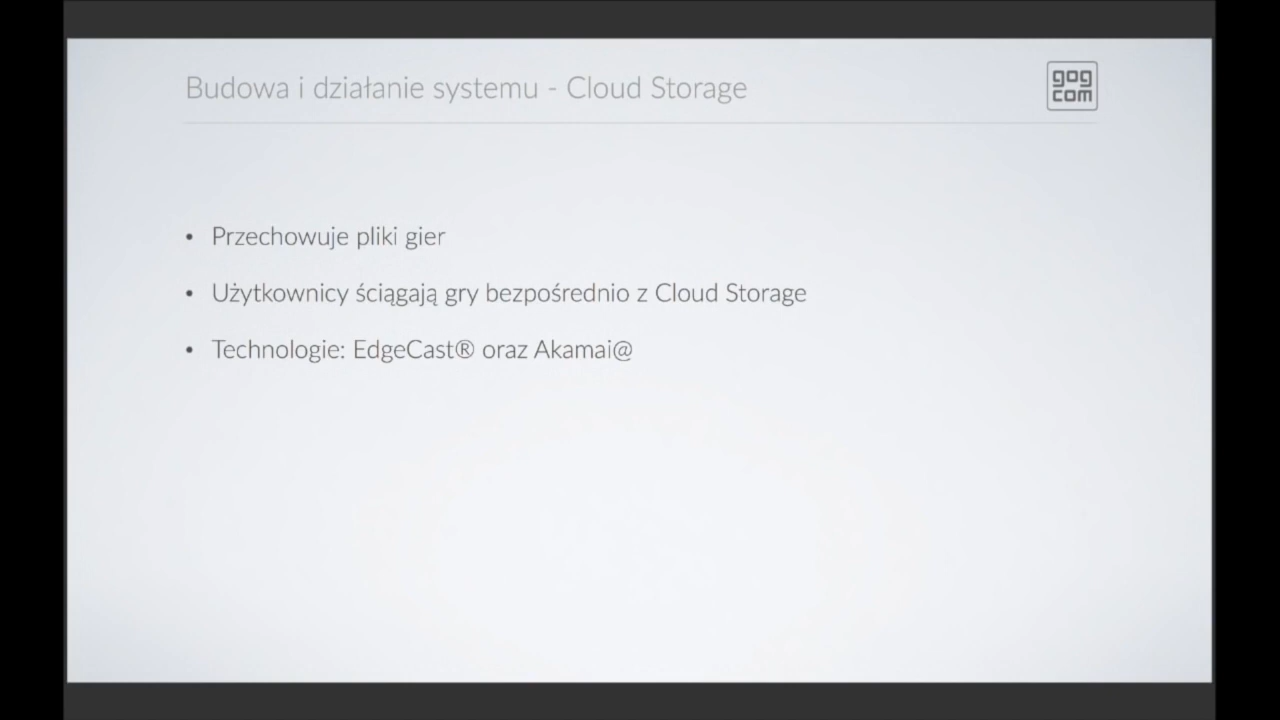 Budowa i działanie systemu - Cloud Storage
gog
com
• Przechowuje pliki gier
• Użytkownicy ściągają gry bezpośrednio z Cloud Storage
• Technologie: EdgeCast® oraz Akamai@